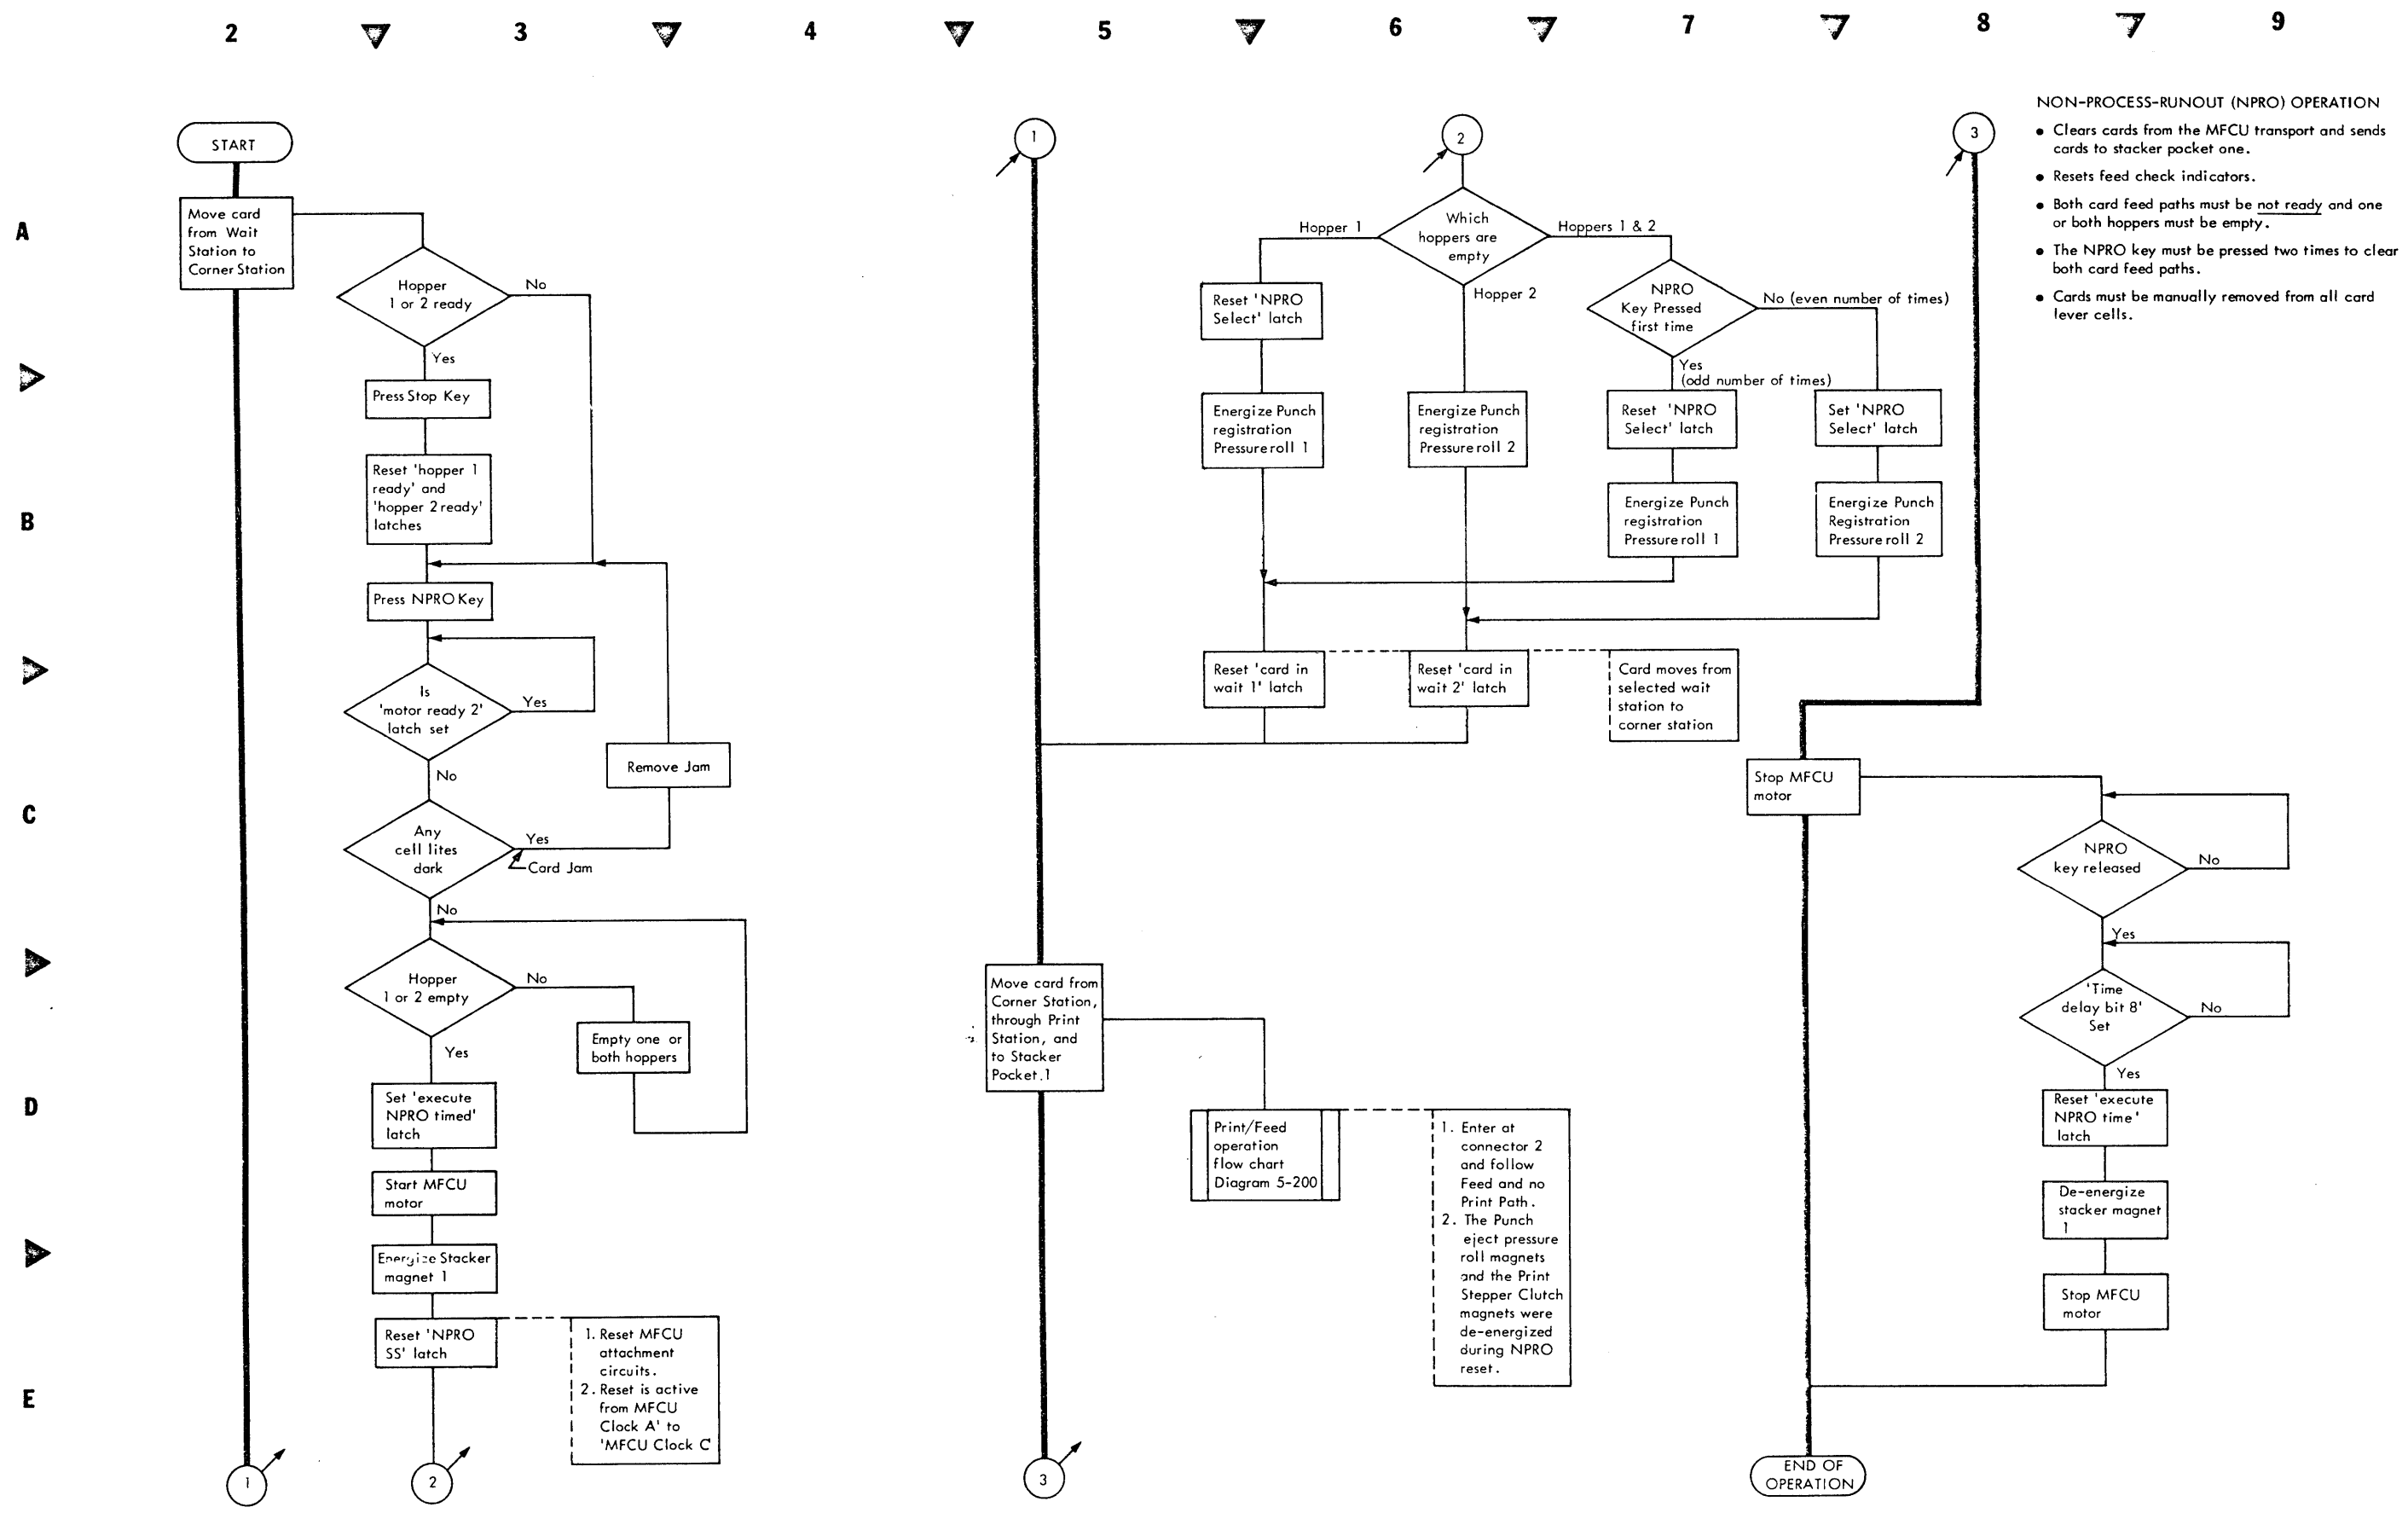 2 3 4 5 6 7 8 9
A
B
C
D
E
START
Move card
from Wait
Station to
Corner Station
Hopper
1 or 2 ready
No
Yes
Press Stop Key
Reset 'hopper 1
ready' and
'hopper 2 ready'
latches
Press NPRO Key
Is
'motor ready 2'
latch set
Yes
No
Remove Jam
Any
cell lites
dark
Yes
Card Jam
No
Hopper
1 or 2 empty
No
Empty one or
both hoppers
Yes
Set 'execute
NPRO timed'
latch
Start MFCU
motor
Energize Stacker
magnet 1
Reset 'NPRO
SS' latch
1. Reset MFCU
attachment
circuits.
2. Reset is active
from MFCU
Clock A' to
'MFCU Clock C'
1
2
1
Move card from
Corner Station,
through Print
Station, and
to Stacker
Pocket.1
Print/Feed
operation
flow chart
Diagram 5-200
1. Enter at
connector 2
and follow
Feed and no
Print Path.
2. The Punch
eject pressure
roll magnets
and the Print
Stepper Clutch
magnets were
de-energized
during NPRO
reset.
3
2
Which
hoppers are
empty
Hopper 1
Hoppers 1 & 2
Hopper 2
Reset 'NPRO
Select' latch
Energize Punch
registration
Pressure roll 1
Energize Punch
registration
Pressure roll 2
NPRO
Key Pressed
first time
No (even number of times)
Yes
(odd number of times)
Reset 'NPRO
Select' latch
Set 'NPRO
Select' latch
Energize Punch
registration
Pressure roll 1
Energize Punch
Registration
Pressure roll 2
Reset 'card in
wait 1' latch
Reset 'card in
wait 2' latch
Card moves from
selected wait
station to
corner station
3
Stop MFCU
motor
NPRO
key released
No
Yes
'Time
delay bit 8'
Set
No
Yes
Reset 'execute
NPRO time'
latch
De-energize
stacker magnet
1
Stop MFCU
motor
END OF
OPERATION
NON-PROCESS-RUNOUT (NPRO) OPERATION
• Clears cards from the MFCU transport and sends
cards to stacker pocket one.
• Resets feed check indicators.
• Both card feed paths must be not ready and one
or both hoppers must be empty.
• The NPRO key must be pressed two times to clear
both card feed paths.
• Cards must be manually removed from all card
lever cells.